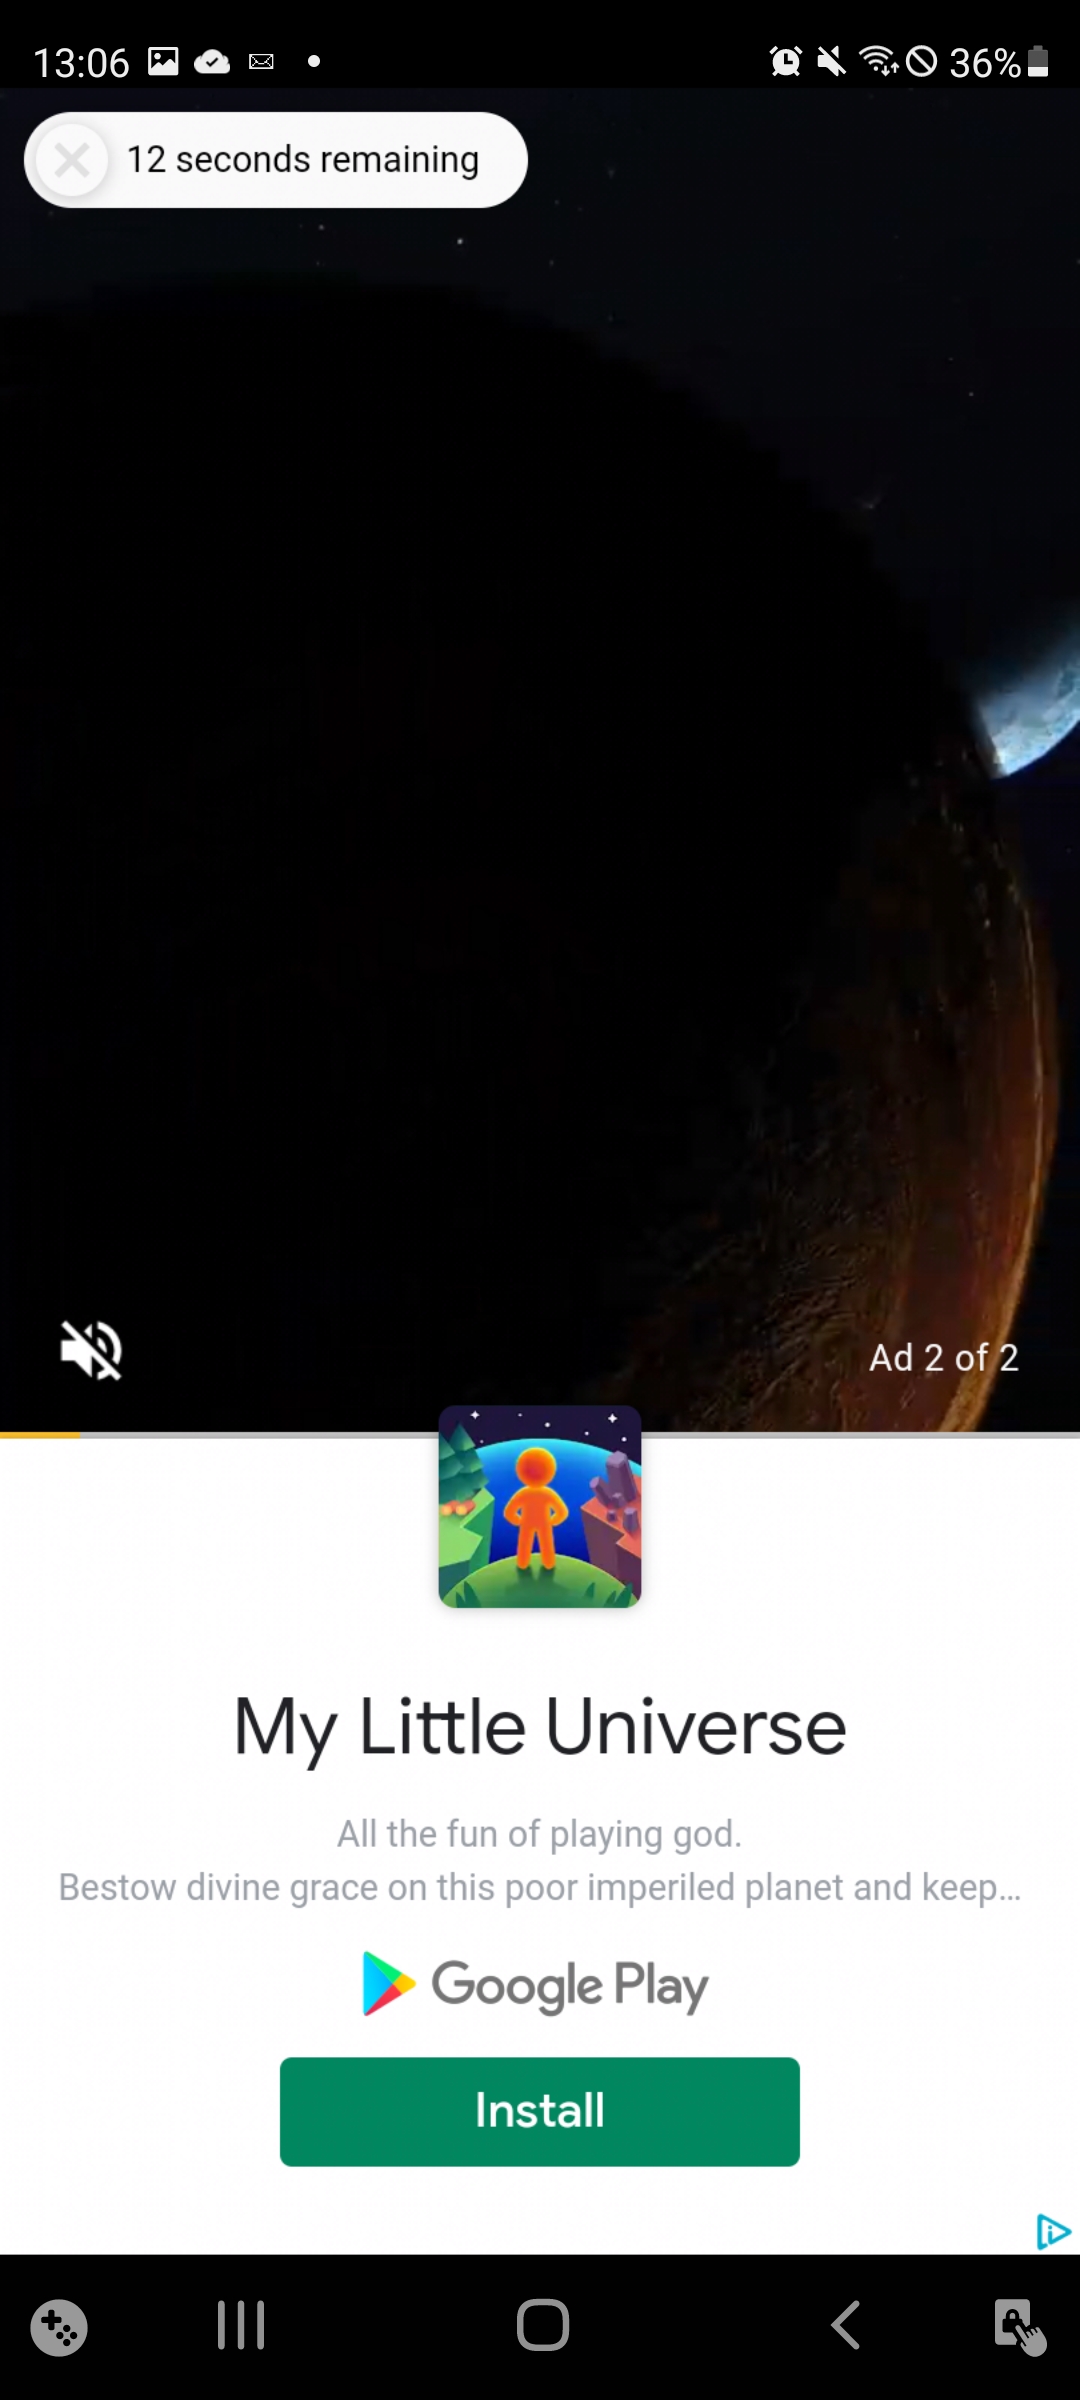 13:06
36%
12 seconds remaining
Ad 2 of 2
My Little Universe
All the fun of playing god.
Bestow divine grace on this poor imperiled planet and keep...
Google Play
Install